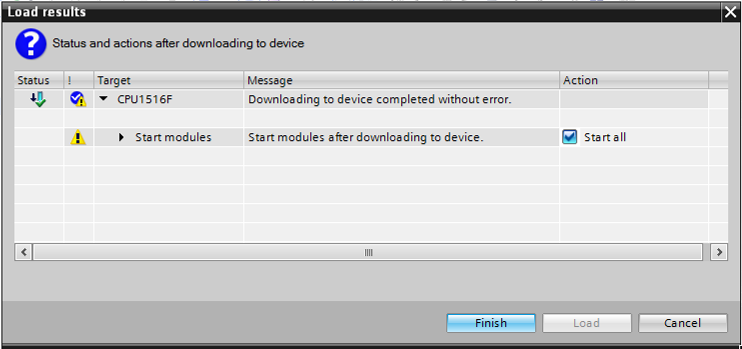 Load results
Status and actions after downloading to device
Status ! Target Message Action
CPU1516F Downloading to device completed without error.
Start modules Start modules after downloading to device. Start all
Finish Load Cancel